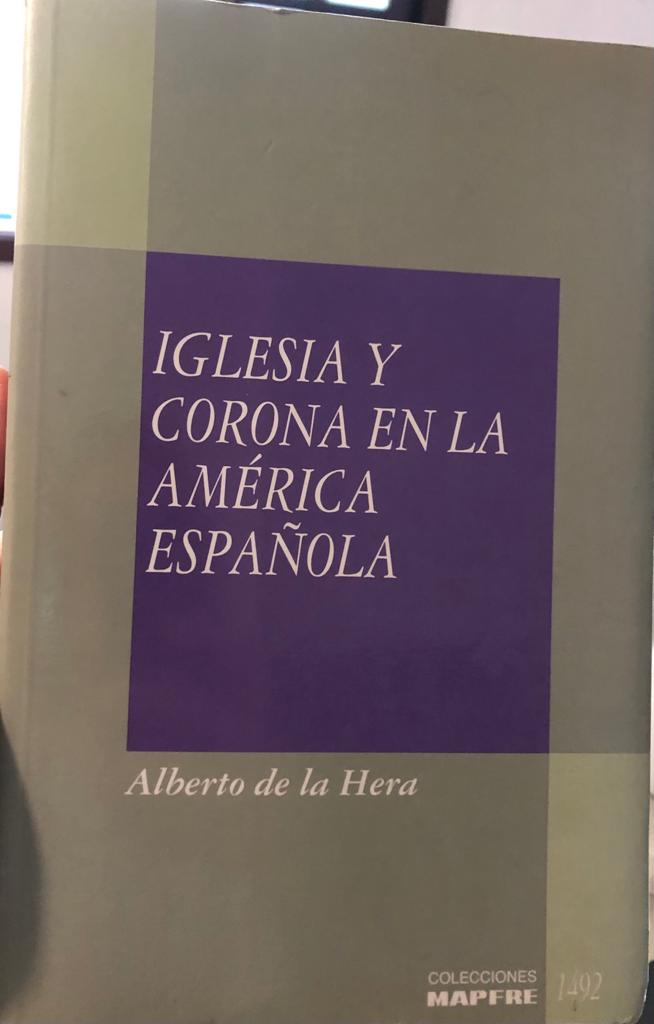 IGLESIA Y
CORONA EN LA
AMÉRICA
ESPAÑOLA
Alberto de la Hera
COLECCIONES
MAPFRE
1492